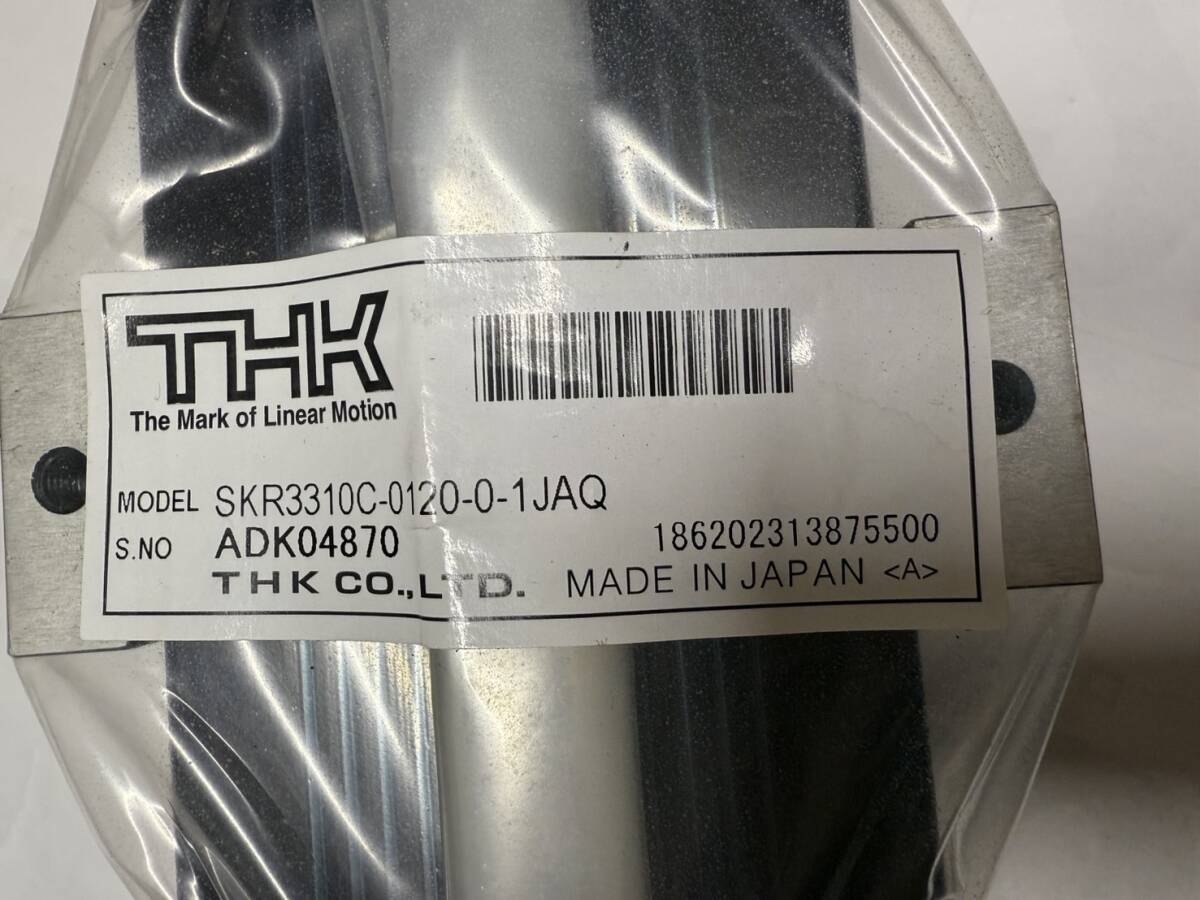 THK
The Mark of Linear Motion
MODEL SKR3310C-0120-0-1JAQ
S.NO ADK04870 186202313875500
THK CO.,LTD. MADE IN JAPAN <A>